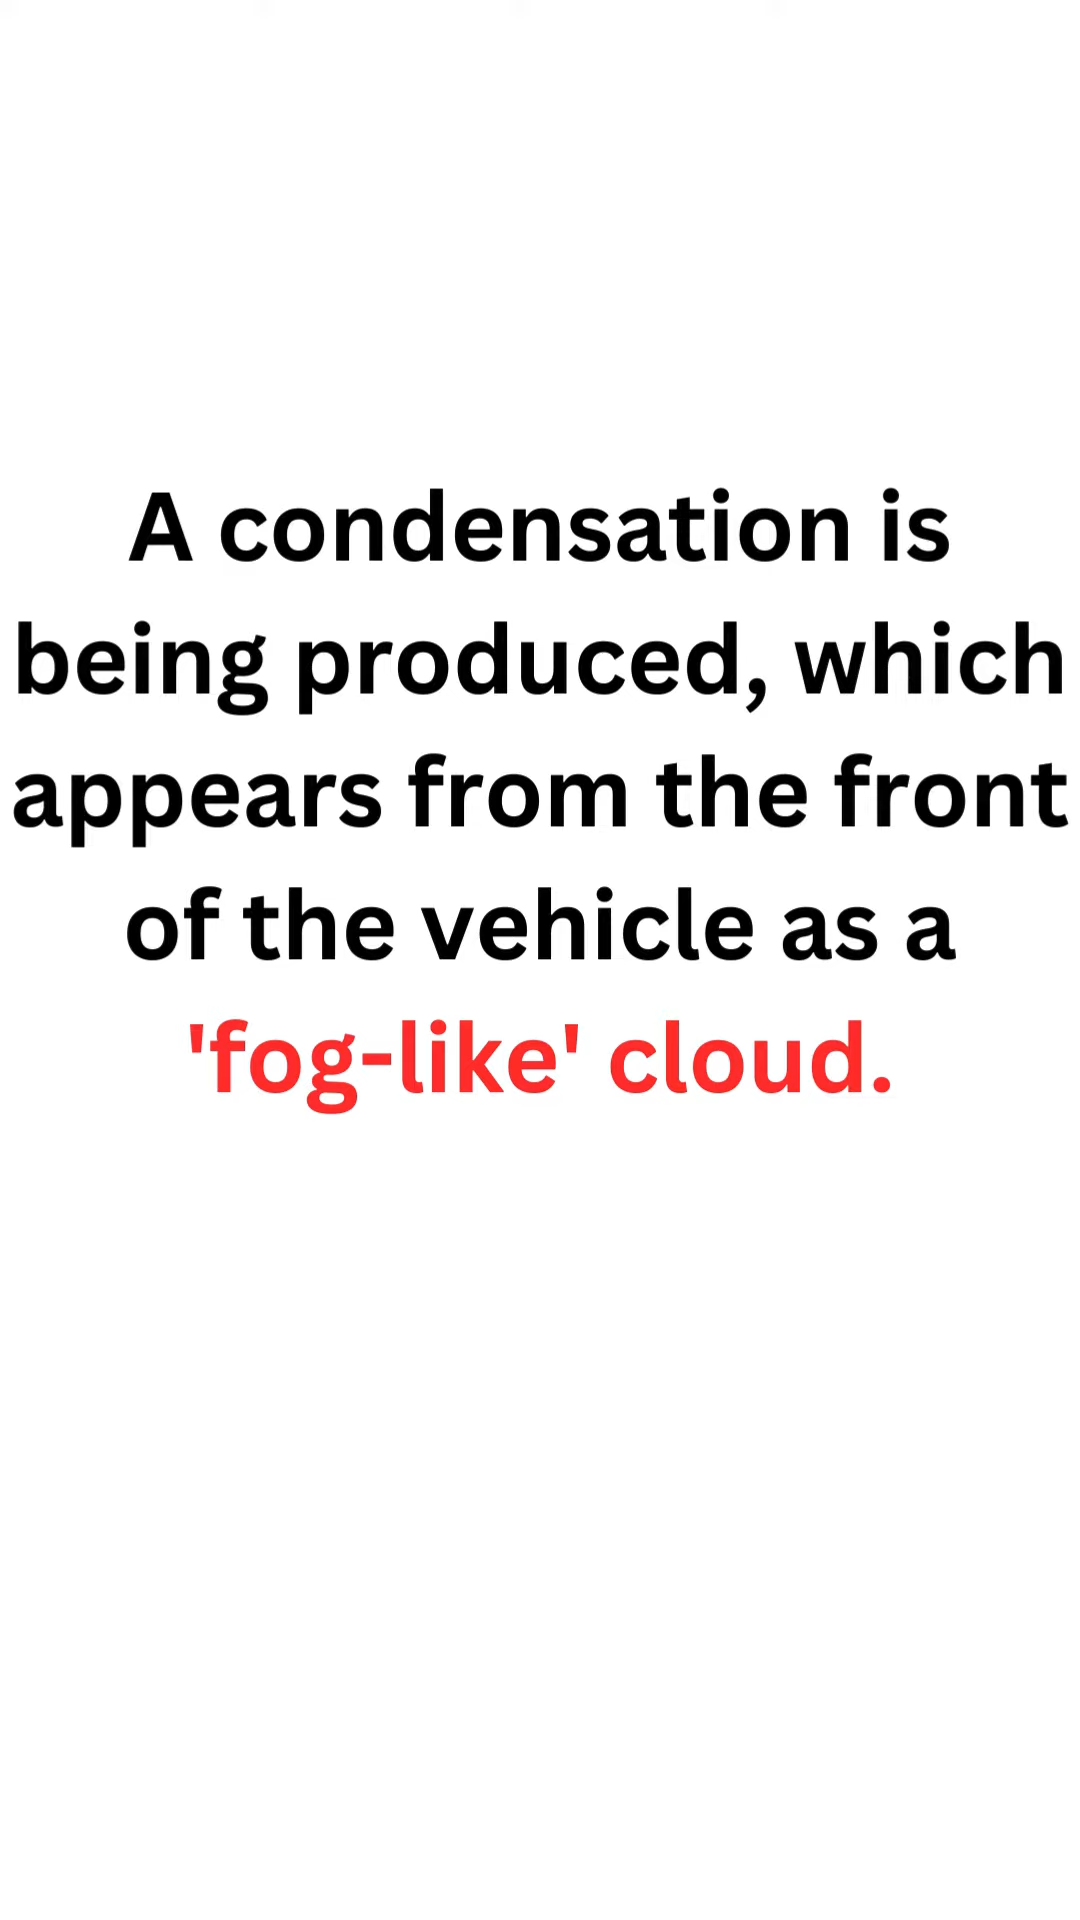 A condensation is
being produced, which
appears from the front
of the vehicle as a
'fog-like' cloud.